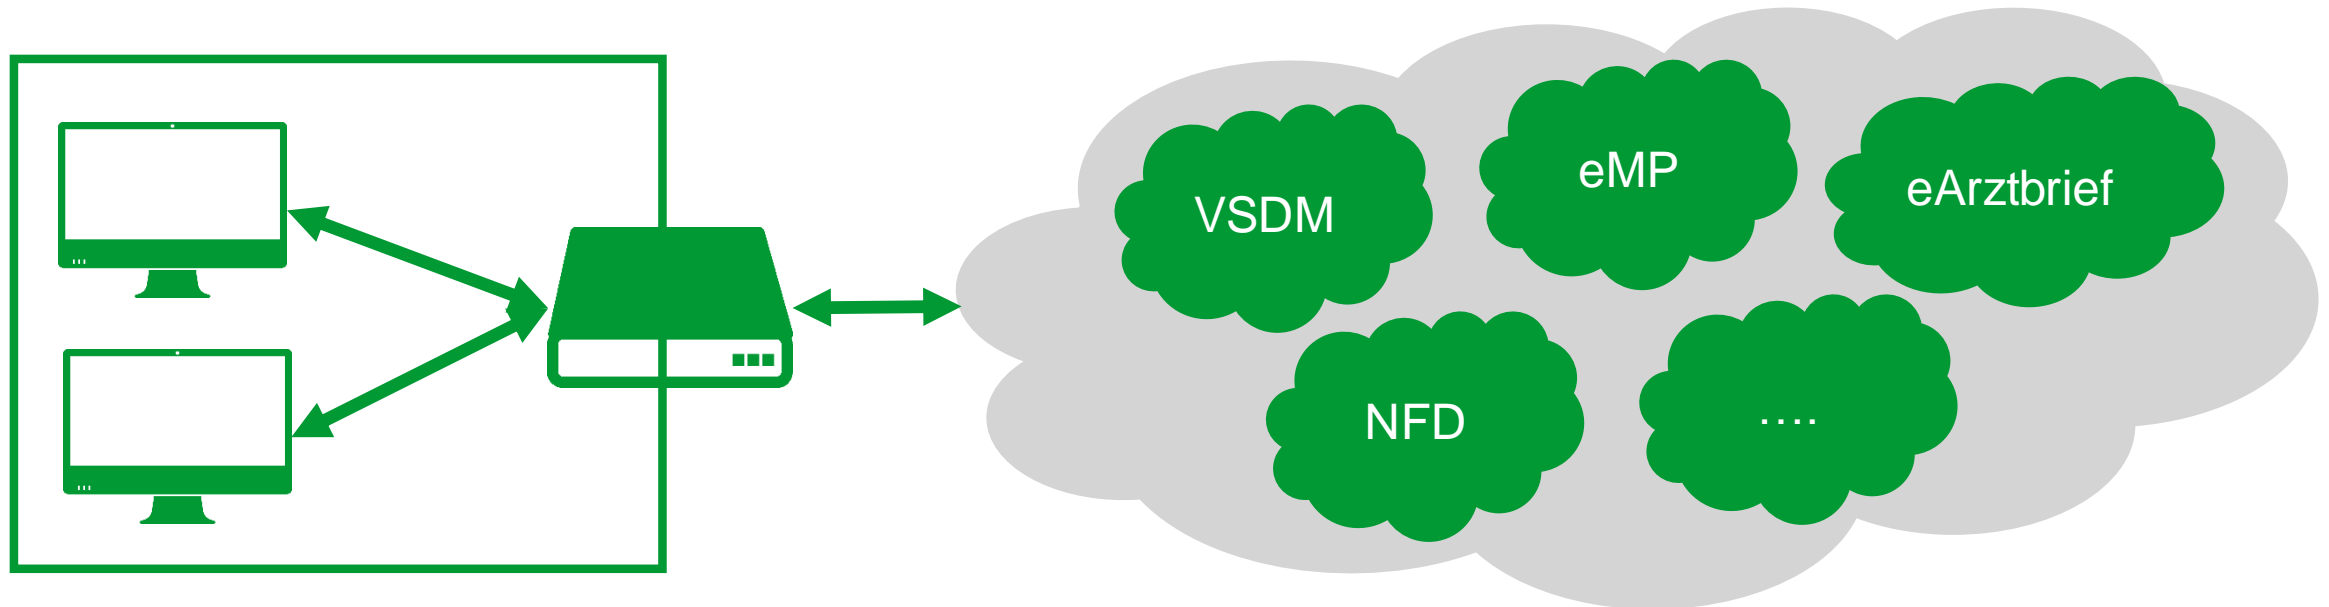 VSDM
eMP
eArztbrief
NFD
....